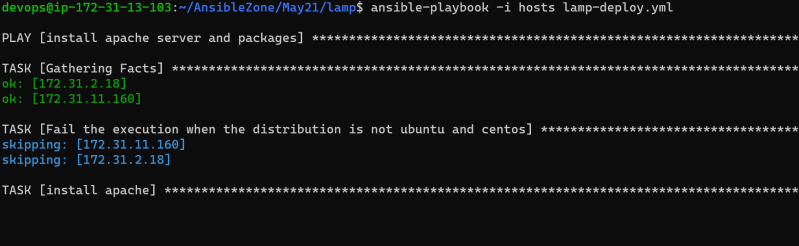 devops@ip-172-31-13-103:~/AnsibleZone/May21/lamp$ ansible-playbook -i hosts lamp-deploy.yml
PLAY [install apache server and packages] ******************************************************************
TASK [Gathering Facts] *************************************************************************************
ok: [172.31.2.18]
ok: [172.31.11.160]
TASK [Fail the execution when the distribution is not ubuntu and centos] ***********************************
skipping: [172.31.11.160]
skipping: [172.31.2.18]
TASK [install apache] **************************************************************************************